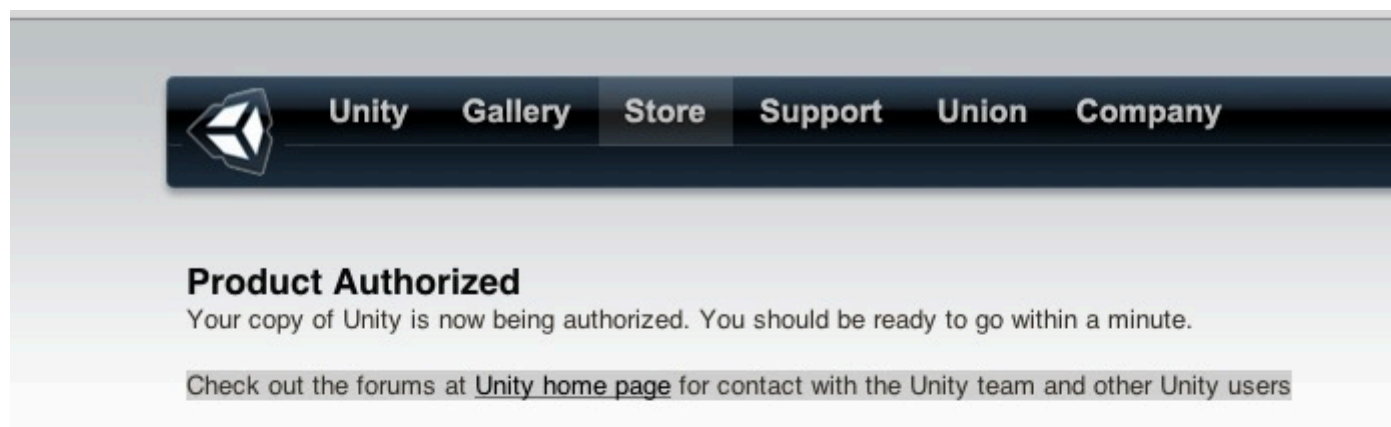 Unity Gallery Store Support Union Company
Product Authorized
Your copy of Unity is now being authorized. You should be ready to go within a minute.
Check out the forums at Unity home page for contact with the Unity team and other Unity users